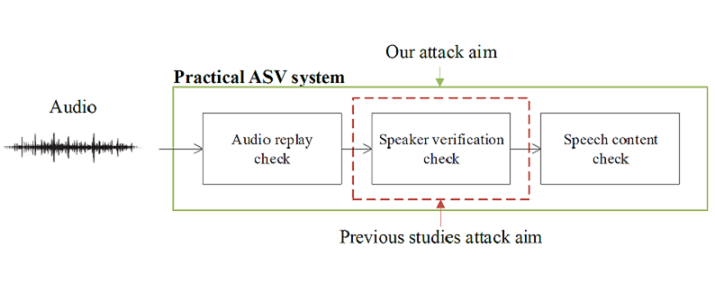 Our attack aim
Practical ASV system
Audio
Audio replay
check
Speaker verification
check
Speech content
check
Previous studies attack aim